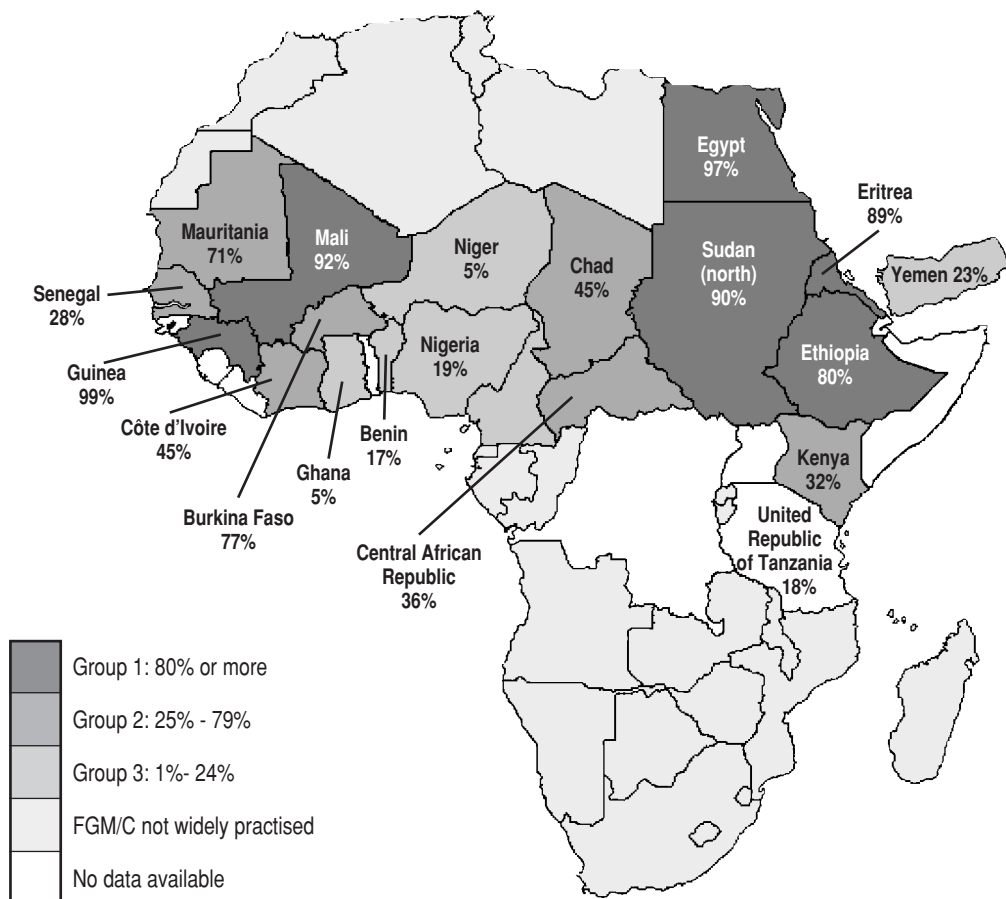 Egypt
97%
Eritrea
89%
Mauritania
71%
Mali
92%
Niger
5%
Chad
45%
Sudan
(north)
90%
Yemen 23%
Senegal
28%
Nigeria
19%
Ethiopia
80%
Guinea
99%
Côte d'Ivoire
45%
Benin
17%
Ghana
5%
Kenya
32%
Burkina Faso
77%
Central African
Republic
36%
United
Republic
of Tanzania
18%
Group 1: 80% or more
Group 2: 25% - 79%
Group 3: 1%- 24%
FGM/C not widely practised
No data available